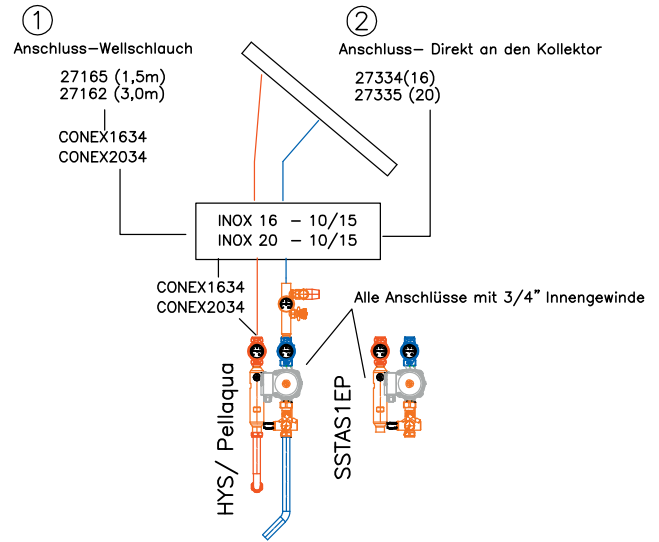 1
Anschluss-Wellschlauch
27165 (1,5m)
27162 (3,0m)
CONEX1634
CONEX2034
2
Anschluss- Direkt an den Kollektor
27334(16)
27335 (20)
INOX 16 - 10/15
INOX 20 - 10/15
CONEX1634
CONEX2034
Alle Anschlüsse mit 3/4" Innengewinde
HYS/ Pellaqua
SSTAS1EP